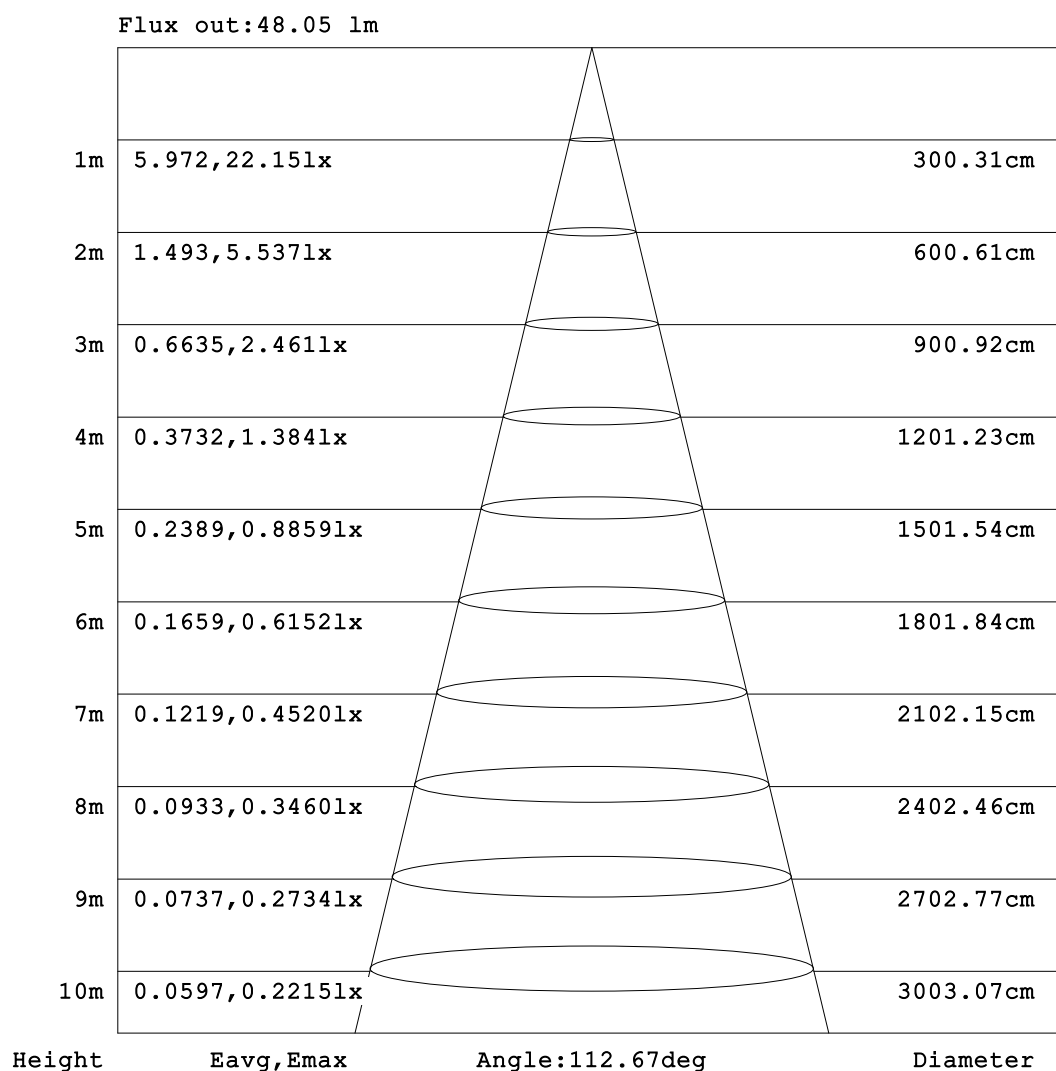 Flux out:48.05 lm
1m 5.972,22.15lx 300.31cm
2m 1.493,5.537lx 600.61cm
3m 0.6635,2.461lx 900.92cm
4m 0.3732,1.384lx 1201.23cm
5m 0.2389,0.8859lx 1501.54cm
6m 0.1659,0.6152lx 1801.84cm
7m 0.1219,0.4520lx 2102.15cm
8m 0.0933,0.3460lx 2402.46cm
9m 0.0737,0.2734lx 2702.77cm
10m 0.0597,0.2215lx 3003.07cm
Height Eavg,Emax Angle:112.67deg Diameter